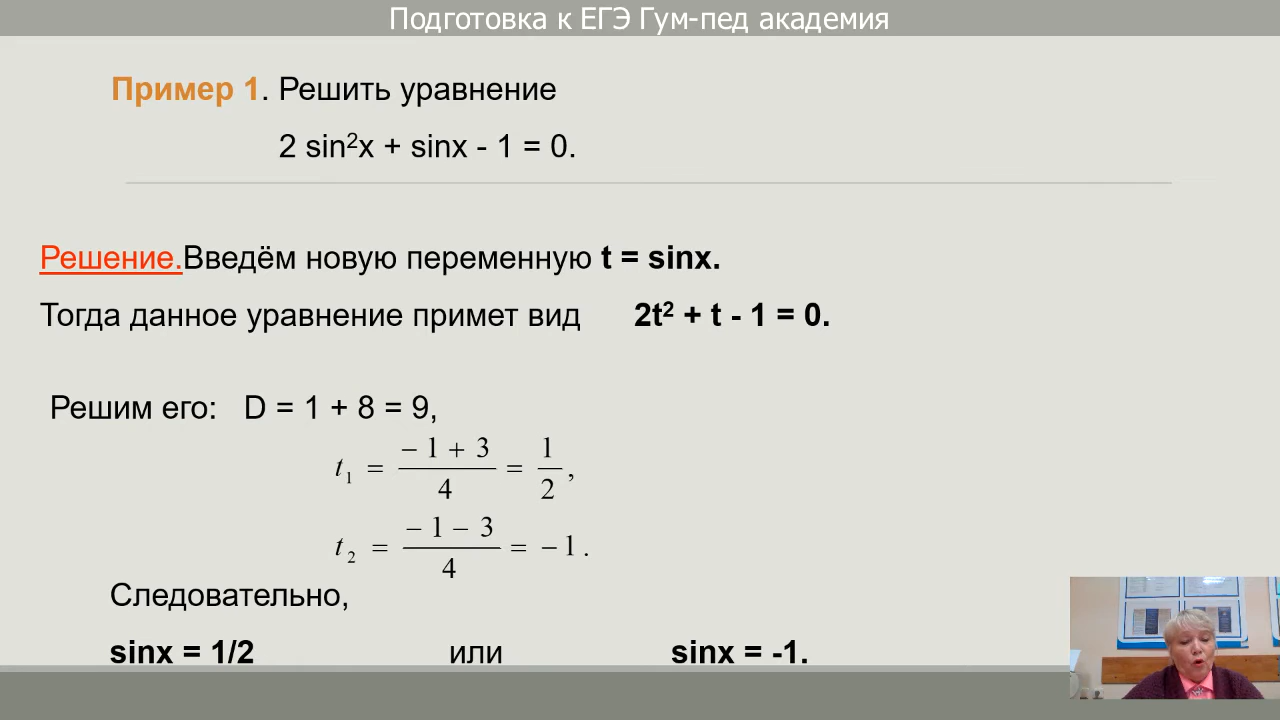 Подготовка к ЕГЭ Гум-пед академия
Пример 1. Решить уравнение
2 sin²x + sinx - 1 = 0.
Решение.Введём новую переменную t = sinx.
Тогда данное уравнение примет вид 2t² + t - 1 = 0.
Решим его: D = 1 + 8 = 9,
t₁ = (– 1 + 3)/4 = 1/2,
t₂ = (– 1 – 3)/4 = – 1.
Следовательно,
sinx = 1/2 или sinx = -1.